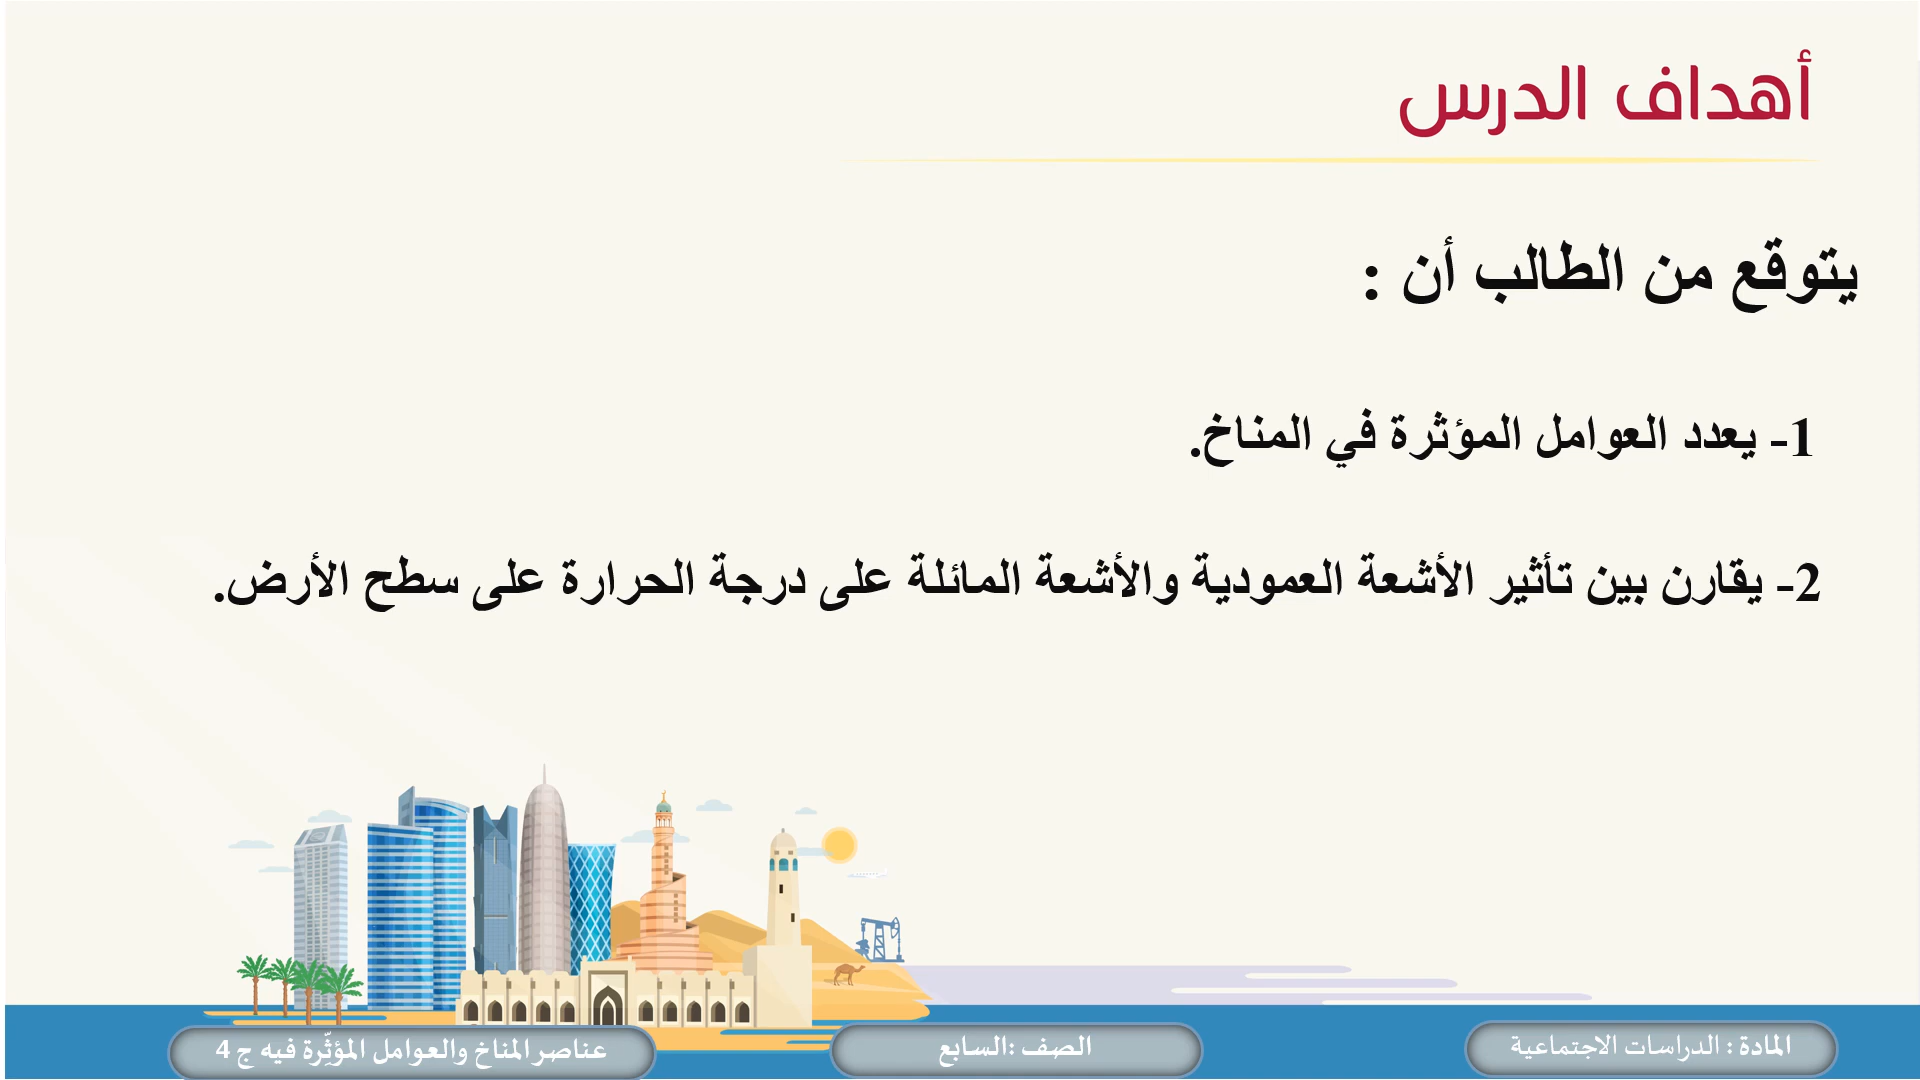 أهداف الدرس
يتوقع من الطالب أن :
1- يعدد العوامل المؤثرة في المناخ.
2- يقارن بين تأثير الأشعة العمودية والأشعة المائلة على درجة الحرارة على سطح الأرض.
المادة : الدراسات الاجتماعية
الصف :السابع
عناصر المناخ والعوامل المؤثّرة فيه ج 4